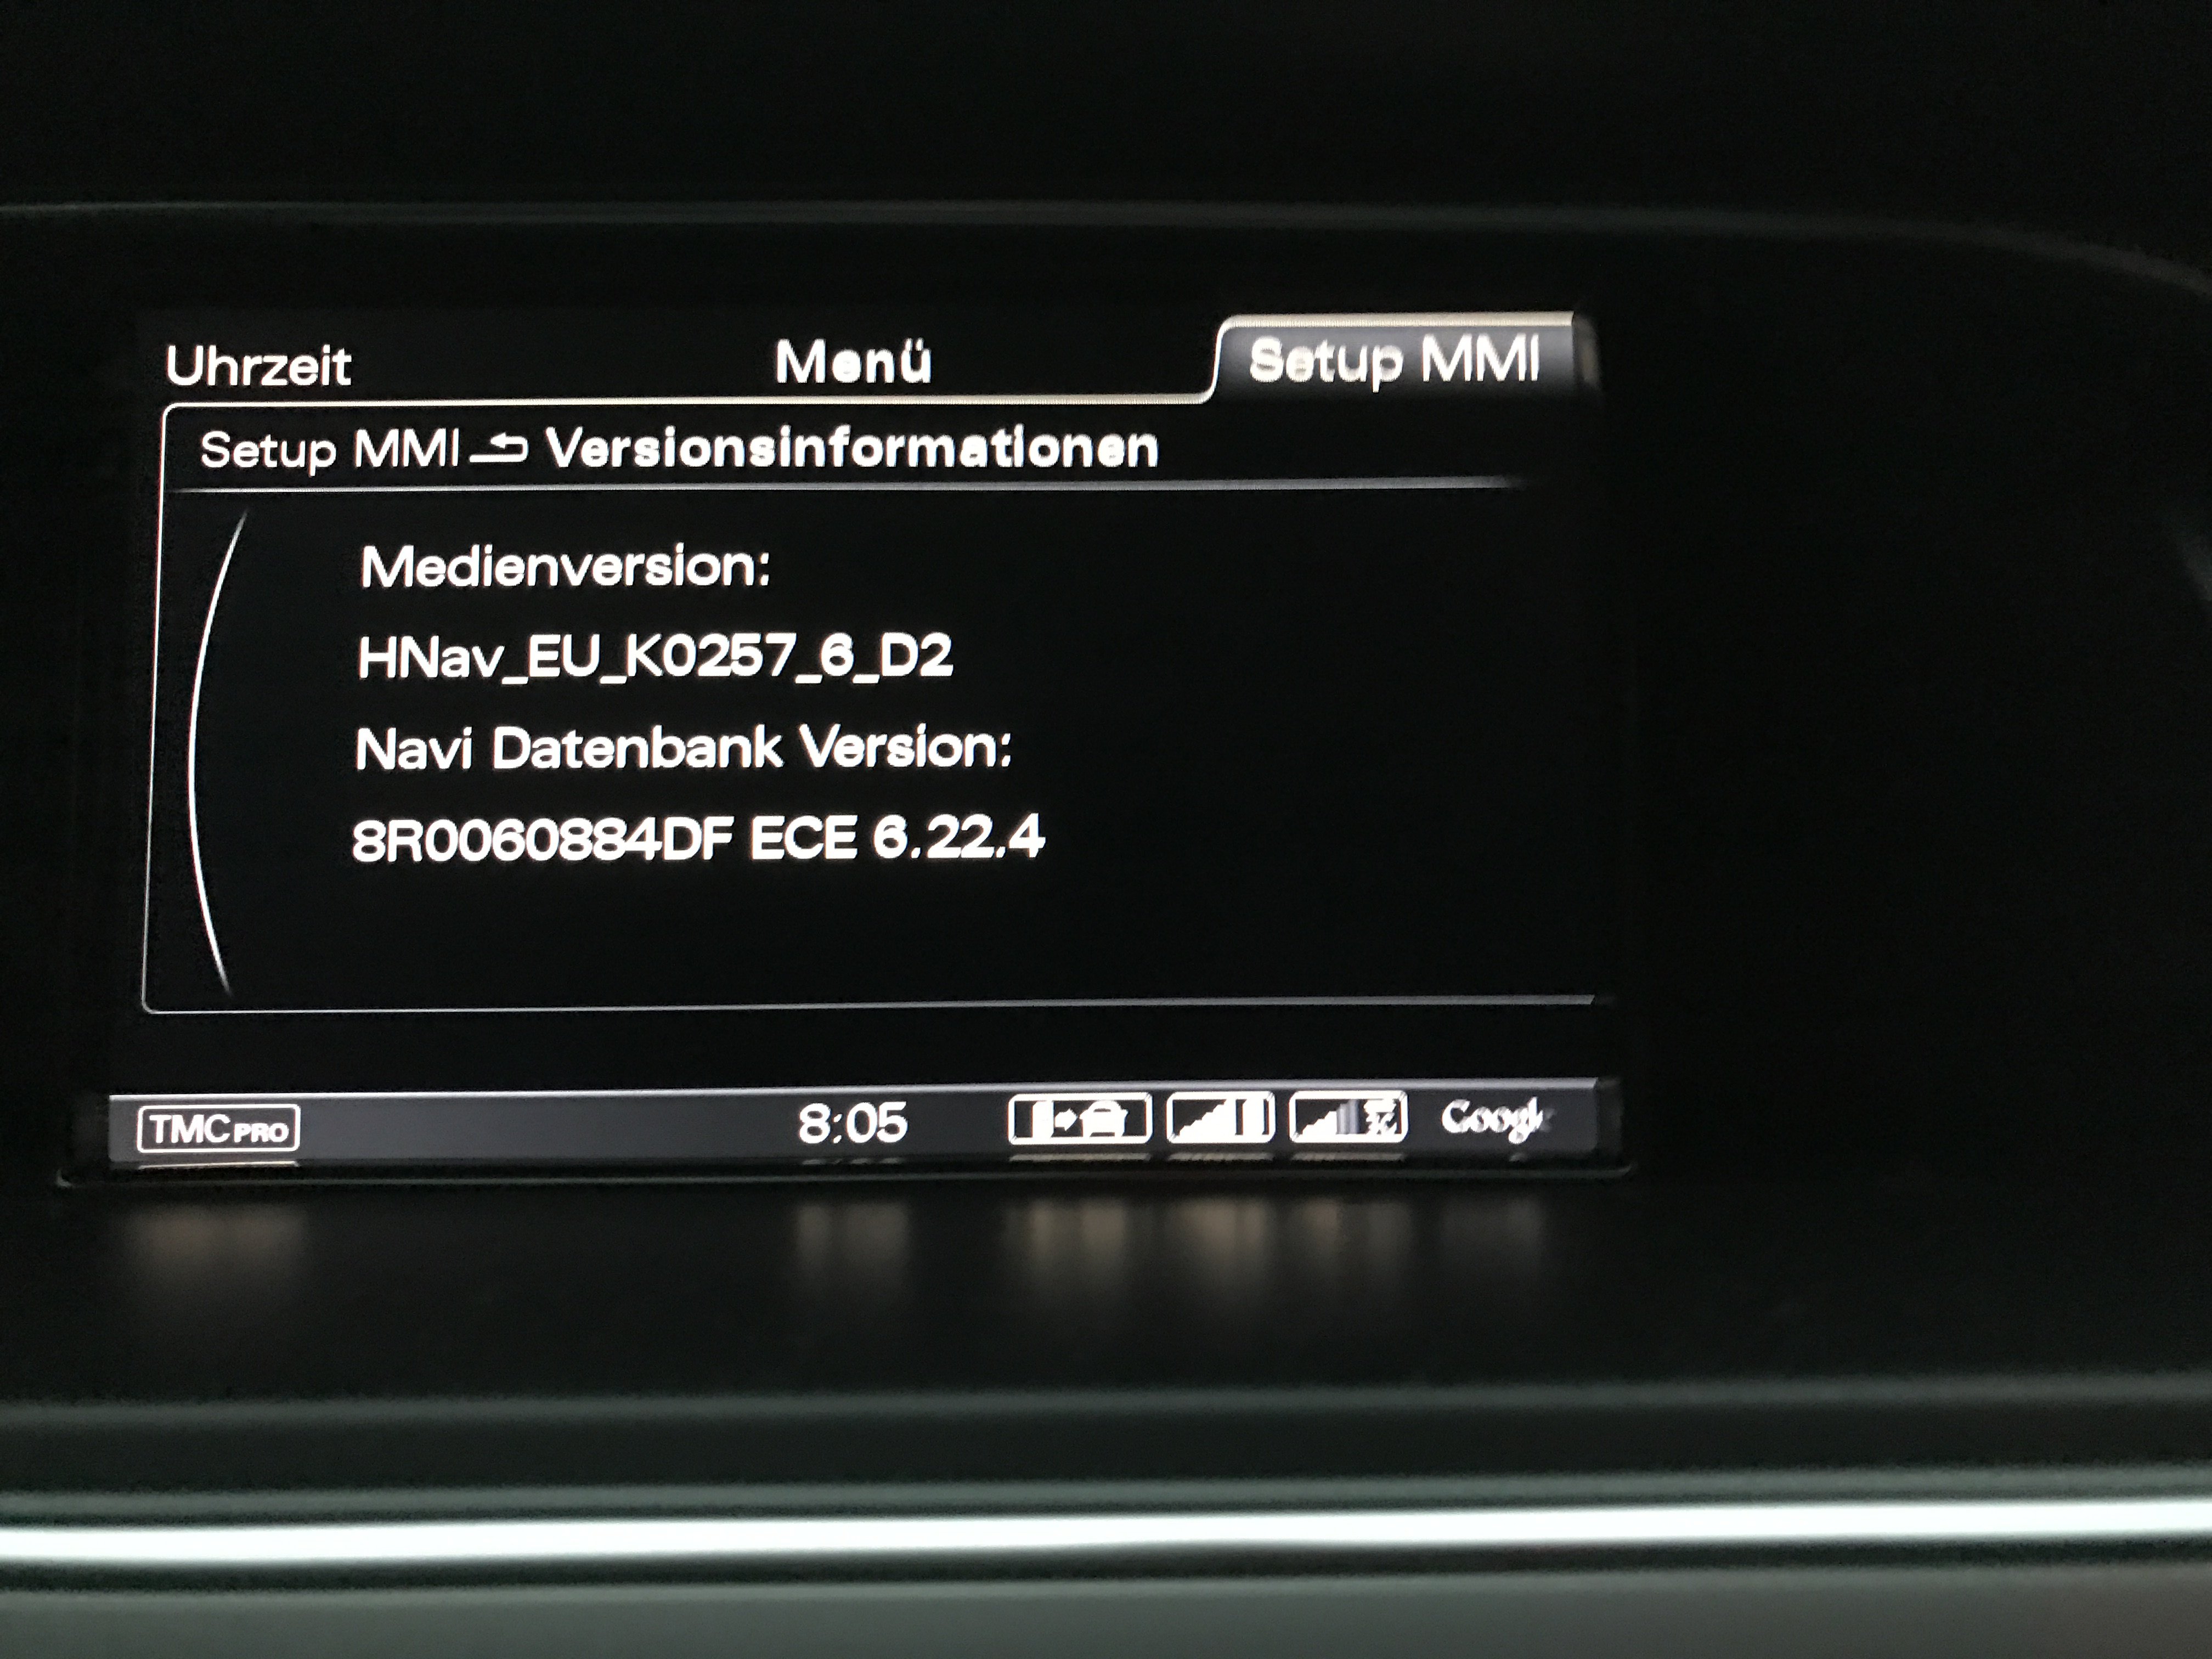 Uhrzeit Menü Setup MMI
Setup MMI Versionsinformationen
Medienversion:
HNav_EU_K0257_6_D2
Navi Datenbank Version:
8R0060884DF ECE 6.22.4
TMC PRO 8:05